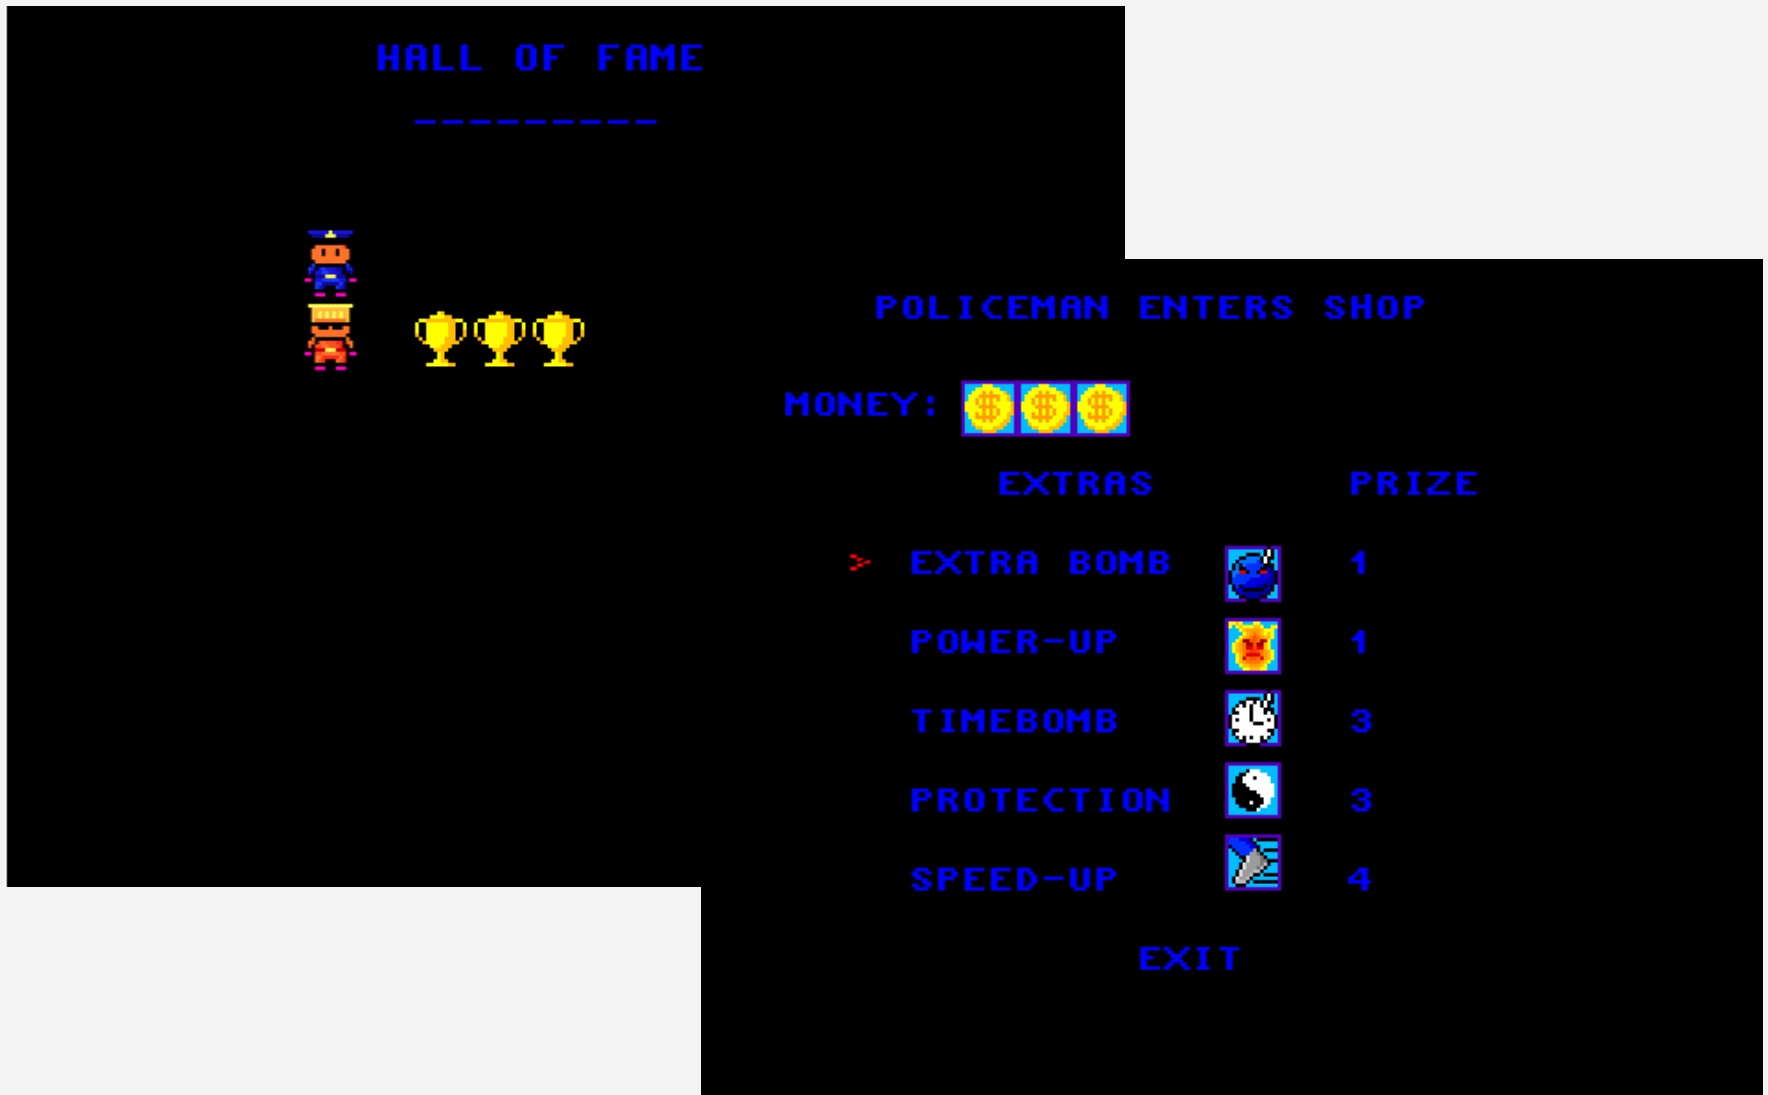 HALL OF FAME
---------
POLICEMAN ENTERS SHOP
MONEY: $ $ $
EXTRAS PRIZE
> EXTRA BOMB 1
POWER-UP 1
TIMEBOMB 3
PROTECTION 3
SPEED-UP 4
EXIT